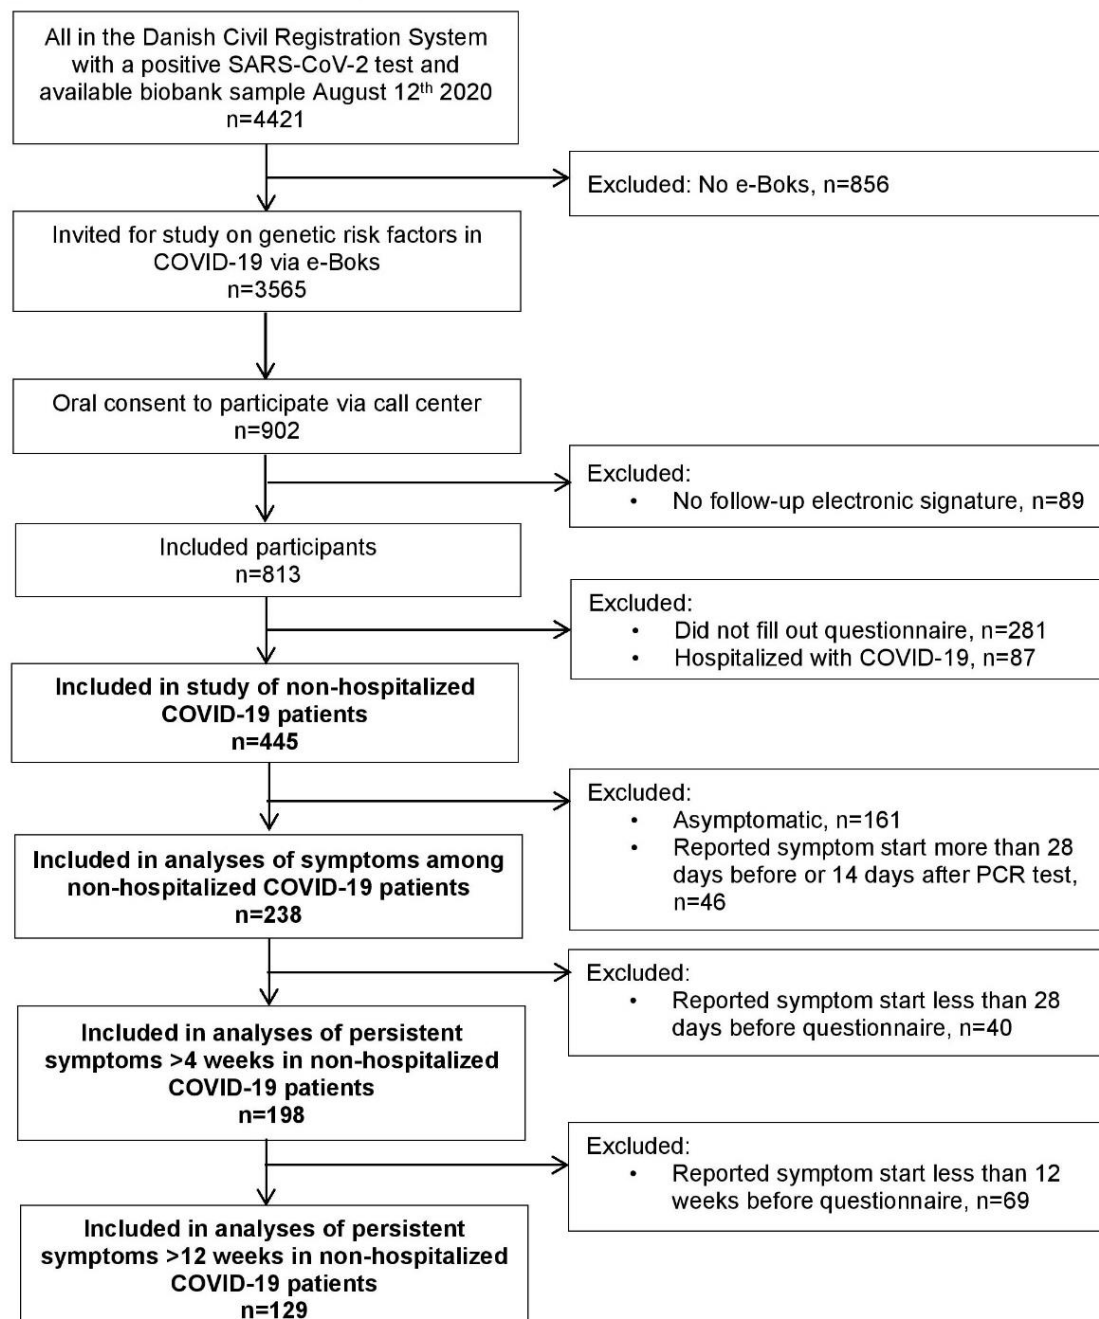 All in the Danish Civil Registration System
with a positive SARS-CoV-2 test and
available biobank sample August 12th 2020
n=4421
Excluded: No e-Boks, n=856
Invited for study on genetic risk factors in
COVID-19 via e-Boks
n=3565
Oral consent to participate via call center
n=902
Excluded:
• No follow-up electronic signature, n=89
Included participants
n=813
Excluded:
• Did not fill out questionnaire, n=281
• Hospitalized with COVID-19, n=87
Included in study of non-hospitalized
COVID-19 patients
n=445
Excluded:
• Asymptomatic, n=161
• Reported symptom start more than 28
days before or 14 days after PCR test,
n=46
Included in analyses of symptoms among
non-hospitalized COVID-19 patients
n=238
Excluded:
• Reported symptom start less than 28
days before questionnaire, n=40
Included in analyses of persistent
symptoms >4 weeks in non-hospitalized
COVID-19 patients
n=198
Excluded:
• Reported symptom start less than 12
weeks before questionnaire, n=69
Included in analyses of persistent
symptoms >12 weeks in non-hospitalized
COVID-19 patients
n=129